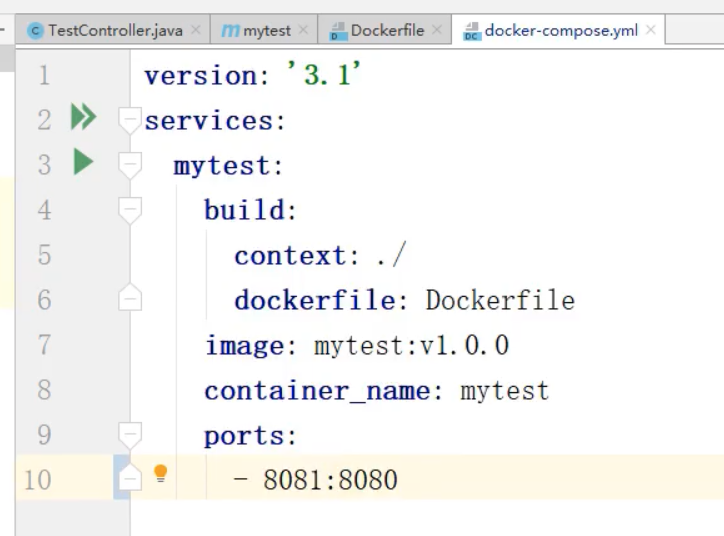 TestController.java mytest Dockerfile docker-compose.yml
1 version: '3.1'
2 services:
3 mytest:
4 build:
5 context: ./
6 dockerfile: Dockerfile
7 image: mytest:v1.0.0
8 container_name: mytest
9 ports:
10 - 8081:8080